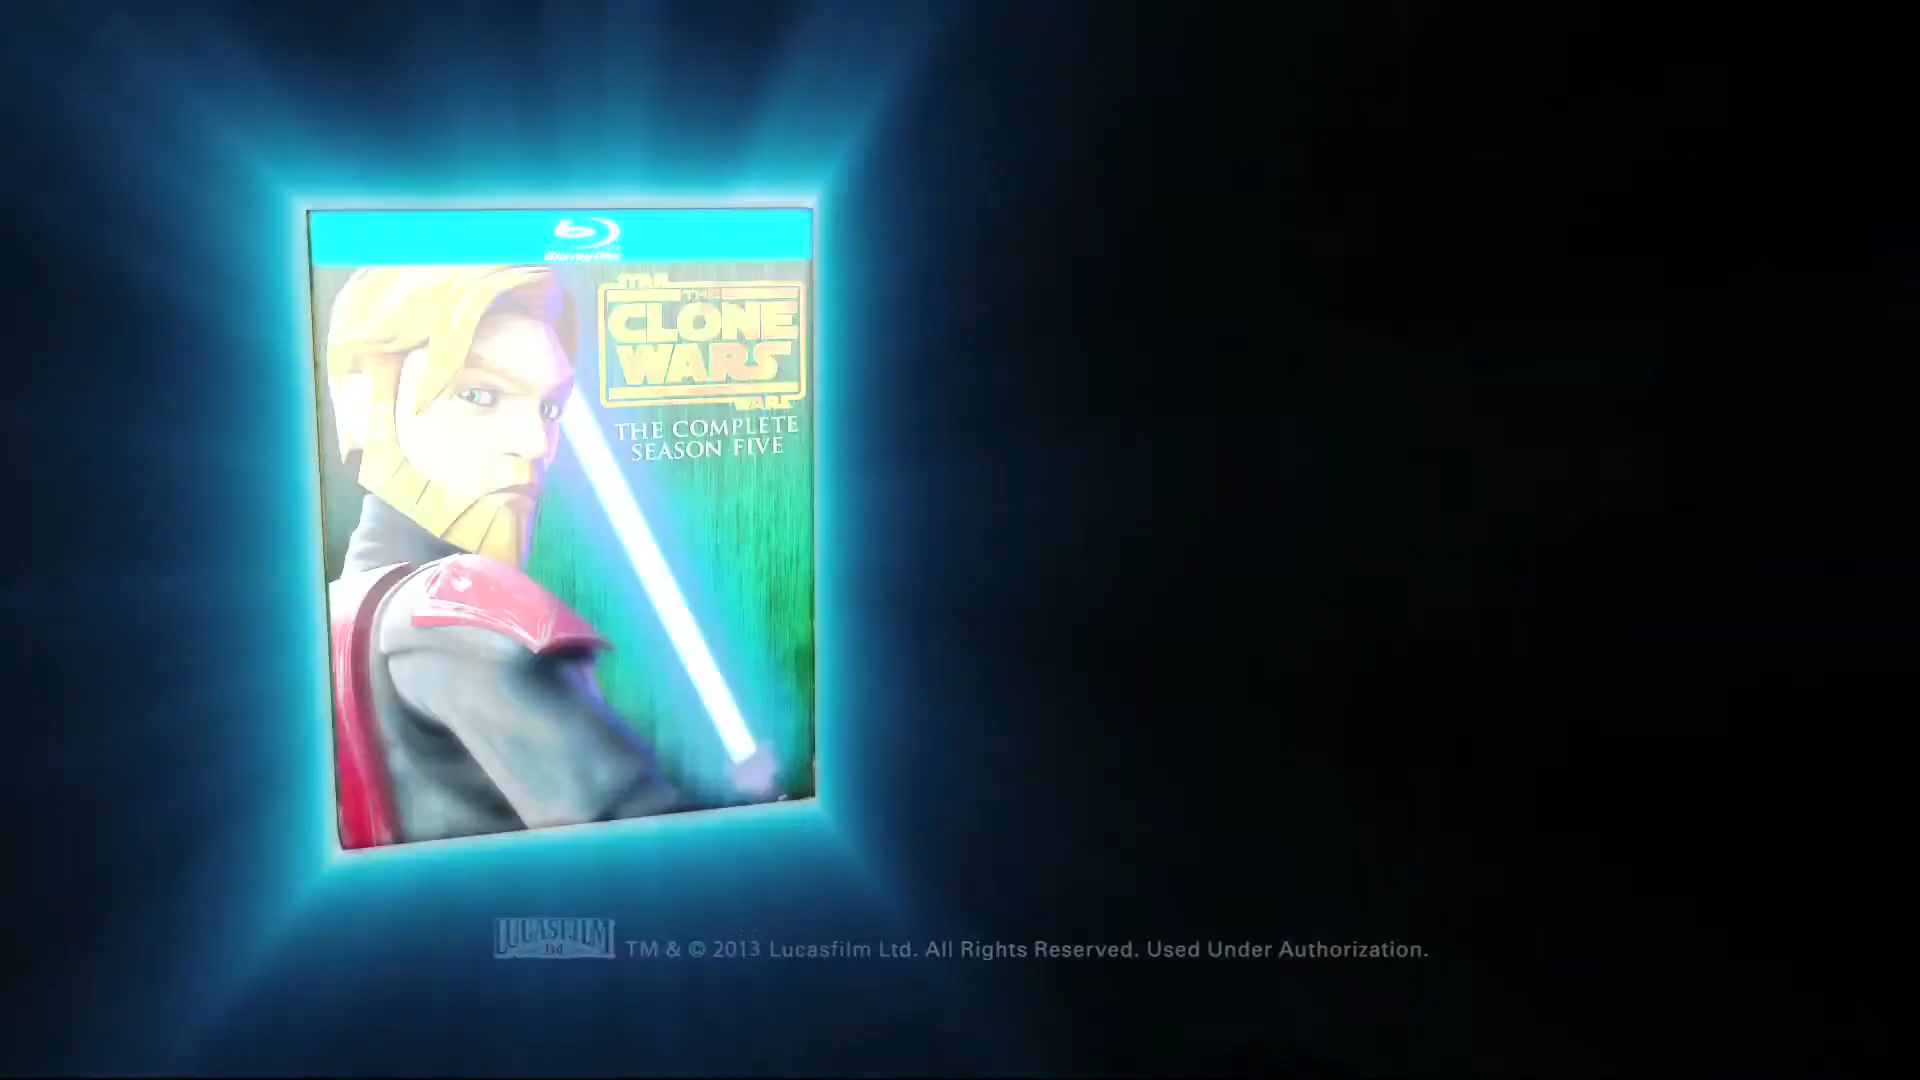 Blu-ray Disc
STAR
THE
CLONE
WARS
WARS
THE COMPLETE
SEASON FIVE
LUCASFILM
Ltd
TM & © 2013 Lucasfilm Ltd. All Rights Reserved. Used Under Authorization.